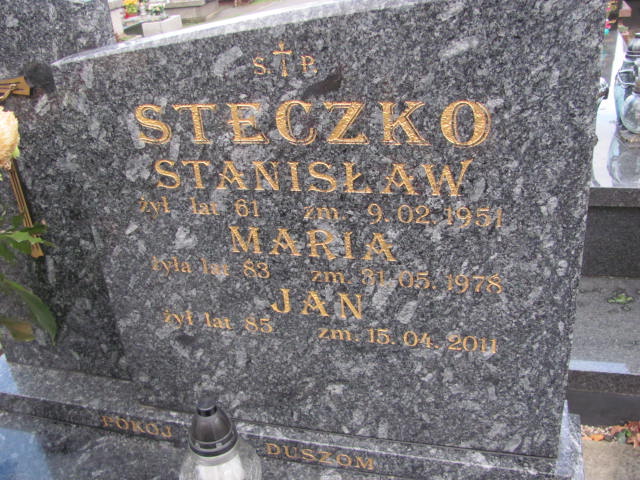 Ś. † P.
STECZKO
STANISŁAW
żył lat 61 zm. 9.02.1951
MARIA
żyła lat 83 zm. 31.05.1978
JAN
żył lat 85 zm. 15.04.2011
POKÓJ DUSZOM